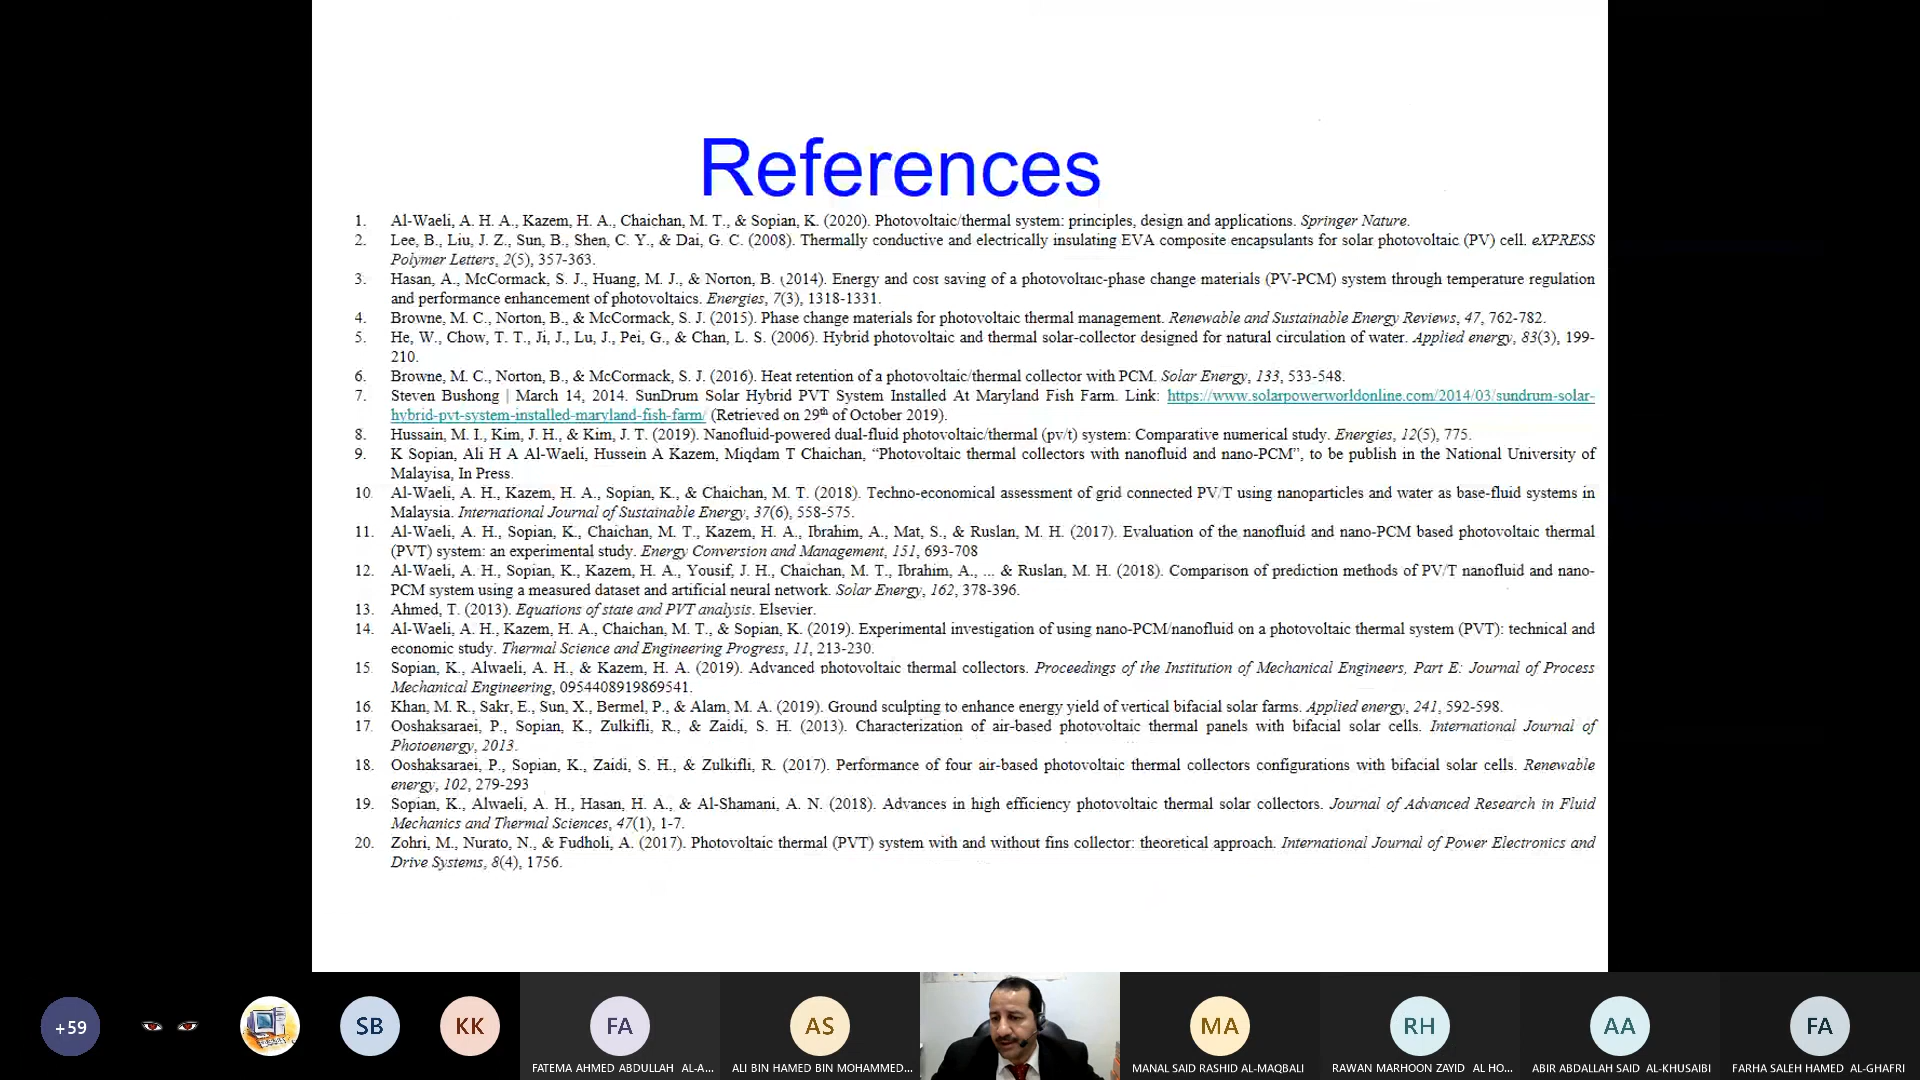 References
1. Al-Waeli, A. H. A., Kazem, H. A., Chaichan, M. T., & Sopian, K. (2020). Photovoltaic/thermal system: principles, design and applications. Springer Nature.
2. Lee, B., Liu, J. Z., Sun, B., Shen, C. Y., & Dai, G. C. (2008). Thermally conductive and electrically insulating EVA composite encapsulants for solar photovoltaic (PV) cell. eXPRESS
Polymer Letters, 2(5), 357-363.
3. Hasan, A., McCormack, S. J., Huang, M. J., & Norton, B. (2014). Energy and cost saving of a photovoltaic-phase change materials (PV-PCM) system through temperature regulation
and performance enhancement of photovoltaics. Energies, 7(3), 1318-1331.
4. Browne, M. C., Norton, B., & McCormack, S. J. (2015). Phase change materials for photovoltaic thermal management. Renewable and Sustainable Energy Reviews, 47, 762-782.
5. He, W., Chow, T. T., Ji, J., Lu, J., Pei, G., & Chan, L. S. (2006). Hybrid photovoltaic and thermal solar-collector designed for natural circulation of water. Applied energy, 83(3), 199-
210.
6. Browne, M. C., Norton, B., & McCormack, S. J. (2016). Heat retention of a photovoltaic/thermal collector with PCM. Solar Energy, 133, 533-548.
7. Steven Bushong | March 14, 2014. SunDrum Solar Hybrid PVT System Installed At Maryland Fish Farm. Link: https://www.solarpowerworldonline.com/2014/03/sundrum-solar-
hybrid-pvt-system-installed-maryland-fish-farm/ (Retrieved on 29th of October 2019).
8. Hussain, M. I., Kim, J. H., & Kim, J. T. (2019). Nanofluid-powered dual-fluid photovoltaic/thermal (pv/t) system: Comparative numerical study. Energies, 12(5), 775.
9. K Sopian, Ali H A Al-Waeli, Hussein A Kazem, Miqdam T Chaichan, “Photovoltaic thermal collectors with nanofluid and nano-PCM”, to be publish in the National University of
Malayisa, In Press.
10. Al-Waeli, A. H., Kazem, H. A., Sopian, K., & Chaichan, M. T. (2018). Techno-economical assessment of grid connected PV/T using nanoparticles and water as base-fluid systems in
Malaysia. International Journal of Sustainable Energy, 37(6), 558-575.
11. Al-Waeli, A. H., Sopian, K., Chaichan, M. T., Kazem, H. A., Ibrahim, A., Mat, S., & Ruslan, M. H. (2017). Evaluation of the nanofluid and nano-PCM based photovoltaic thermal
(PVT) system: an experimental study. Energy Conversion and Management, 151, 693-708
12. Al-Waeli, A. H., Sopian, K., Kazem, H. A., Yousif, J. H., Chaichan, M. T., Ibrahim, A., ... & Ruslan, M. H. (2018). Comparison of prediction methods of PV/T nanofluid and nano-
PCM system using a measured dataset and artificial neural network. Solar Energy, 162, 378-396.
13. Ahmed, T. (2013). Equations of state and PVT analysis. Elsevier.
14. Al-Waeli, A. H., Kazem, H. A., Chaichan, M. T., & Sopian, K. (2019). Experimental investigation of using nano-PCM/nanofluid on a photovoltaic thermal system (PVT): technical and
economic study. Thermal Science and Engineering Progress, 11, 213-230.
15. Sopian, K., Alwaeli, A. H., & Kazem, H. A. (2019). Advanced photovoltaic thermal collectors. Proceedings of the Institution of Mechanical Engineers, Part E: Journal of Process
Mechanical Engineering, 0954408919869541.
16. Khan, M. R., Sakr, E., Sun, X., Bermel, P., & Alam, M. A. (2019). Ground sculpting to enhance energy yield of vertical bifacial solar farms. Applied energy, 241, 592-598.
17. Ooshaksaraei, P., Sopian, K., Zulkifli, R., & Zaidi, S. H. (2013). Characterization of air-based photovoltaic thermal panels with bifacial solar cells. International Journal of
Photoenergy, 2013.
18. Ooshaksaraei, P., Sopian, K., Zaidi, S. H., & Zulkifli, R. (2017). Performance of four air-based photovoltaic thermal collectors configurations with bifacial solar cells. Renewable
energy, 102, 279-293
19. Sopian, K., Alwaeli, A. H., Hasan, H. A., & Al-Shamani, A. N. (2018). Advances in high efficiency photovoltaic thermal solar collectors. Journal of Advanced Research in Fluid
Mechanics and Thermal Sciences, 47(1), 1-7.
20. Zohri, M., Nurato, N., & Fudholi, A. (2017). Photovoltaic thermal (PVT) system with and without fins collector: theoretical approach. International Journal of Power Electronics and
Drive Systems, 8(4), 1756.
+59 SB KK FA AS MA RH AA FA
FATEMA AHMED ABDULLAH AL-A... ALI BIN HAMED BIN MOHAMMED... MANAL SAID RASHID AL-MAQBALI RAWAN MARHOON ZAYID AL HO... ABIR ABDALLAH SAID AL-KHUSAIBI FARHA SALEH HAMED AL-GHAFRI